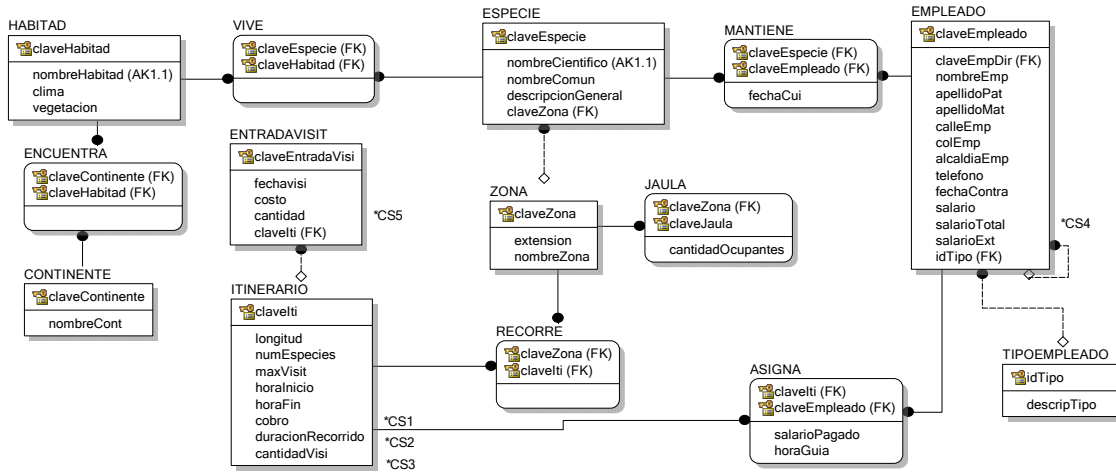 HABITAD
claveHabitad
nombreHabitad (AK1.1)
clima
vegetacion
VIVE
claveEspecie (FK)
claveHabitad (FK)
ESPECIE
claveEspecie
nombreCientifico (AK1.1)
nombreComun
descripcionGeneral
claveZona (FK)
MANTIENE
claveEspecie (FK)
claveEmpleado (FK)
fechaCui
EMPLEADO
claveEmpleado
claveEmpDir (FK)
nombreEmp
apellidoPat
apellidoMat
calleEmp
colEmp
alcaldiaEmp
telefono
fechaContra
salario
salarioTotal
salarioExt
idTipo (FK)
*CS4
ENCUENTRA
claveContinente (FK)
claveHabitad (FK)
ENTRADAVISIT
claveEntradaVisi
fechavisi
costo
cantidad
claveIti (FK)
*CS5
ZONA
claveZona
extension
nombreZona
JAULA
claveZona (FK)
claveJaula
cantidadOcupantes
CONTINENTE
claveContinente
nombreCont
ITINERARIO
claveIti
longitud
numEspecies
maxVisit
horaInicio
horaFin
cobro
duracionRecorrido
cantidadVisi
*CS1
*CS2
*CS3
RECORRE
claveZona (FK)
claveIti (FK)
ASIGNA
claveIti (FK)
claveEmpleado (FK)
salarioPagado
horaGuia
TIPOEMPLEADO
idTipo
descripTipo